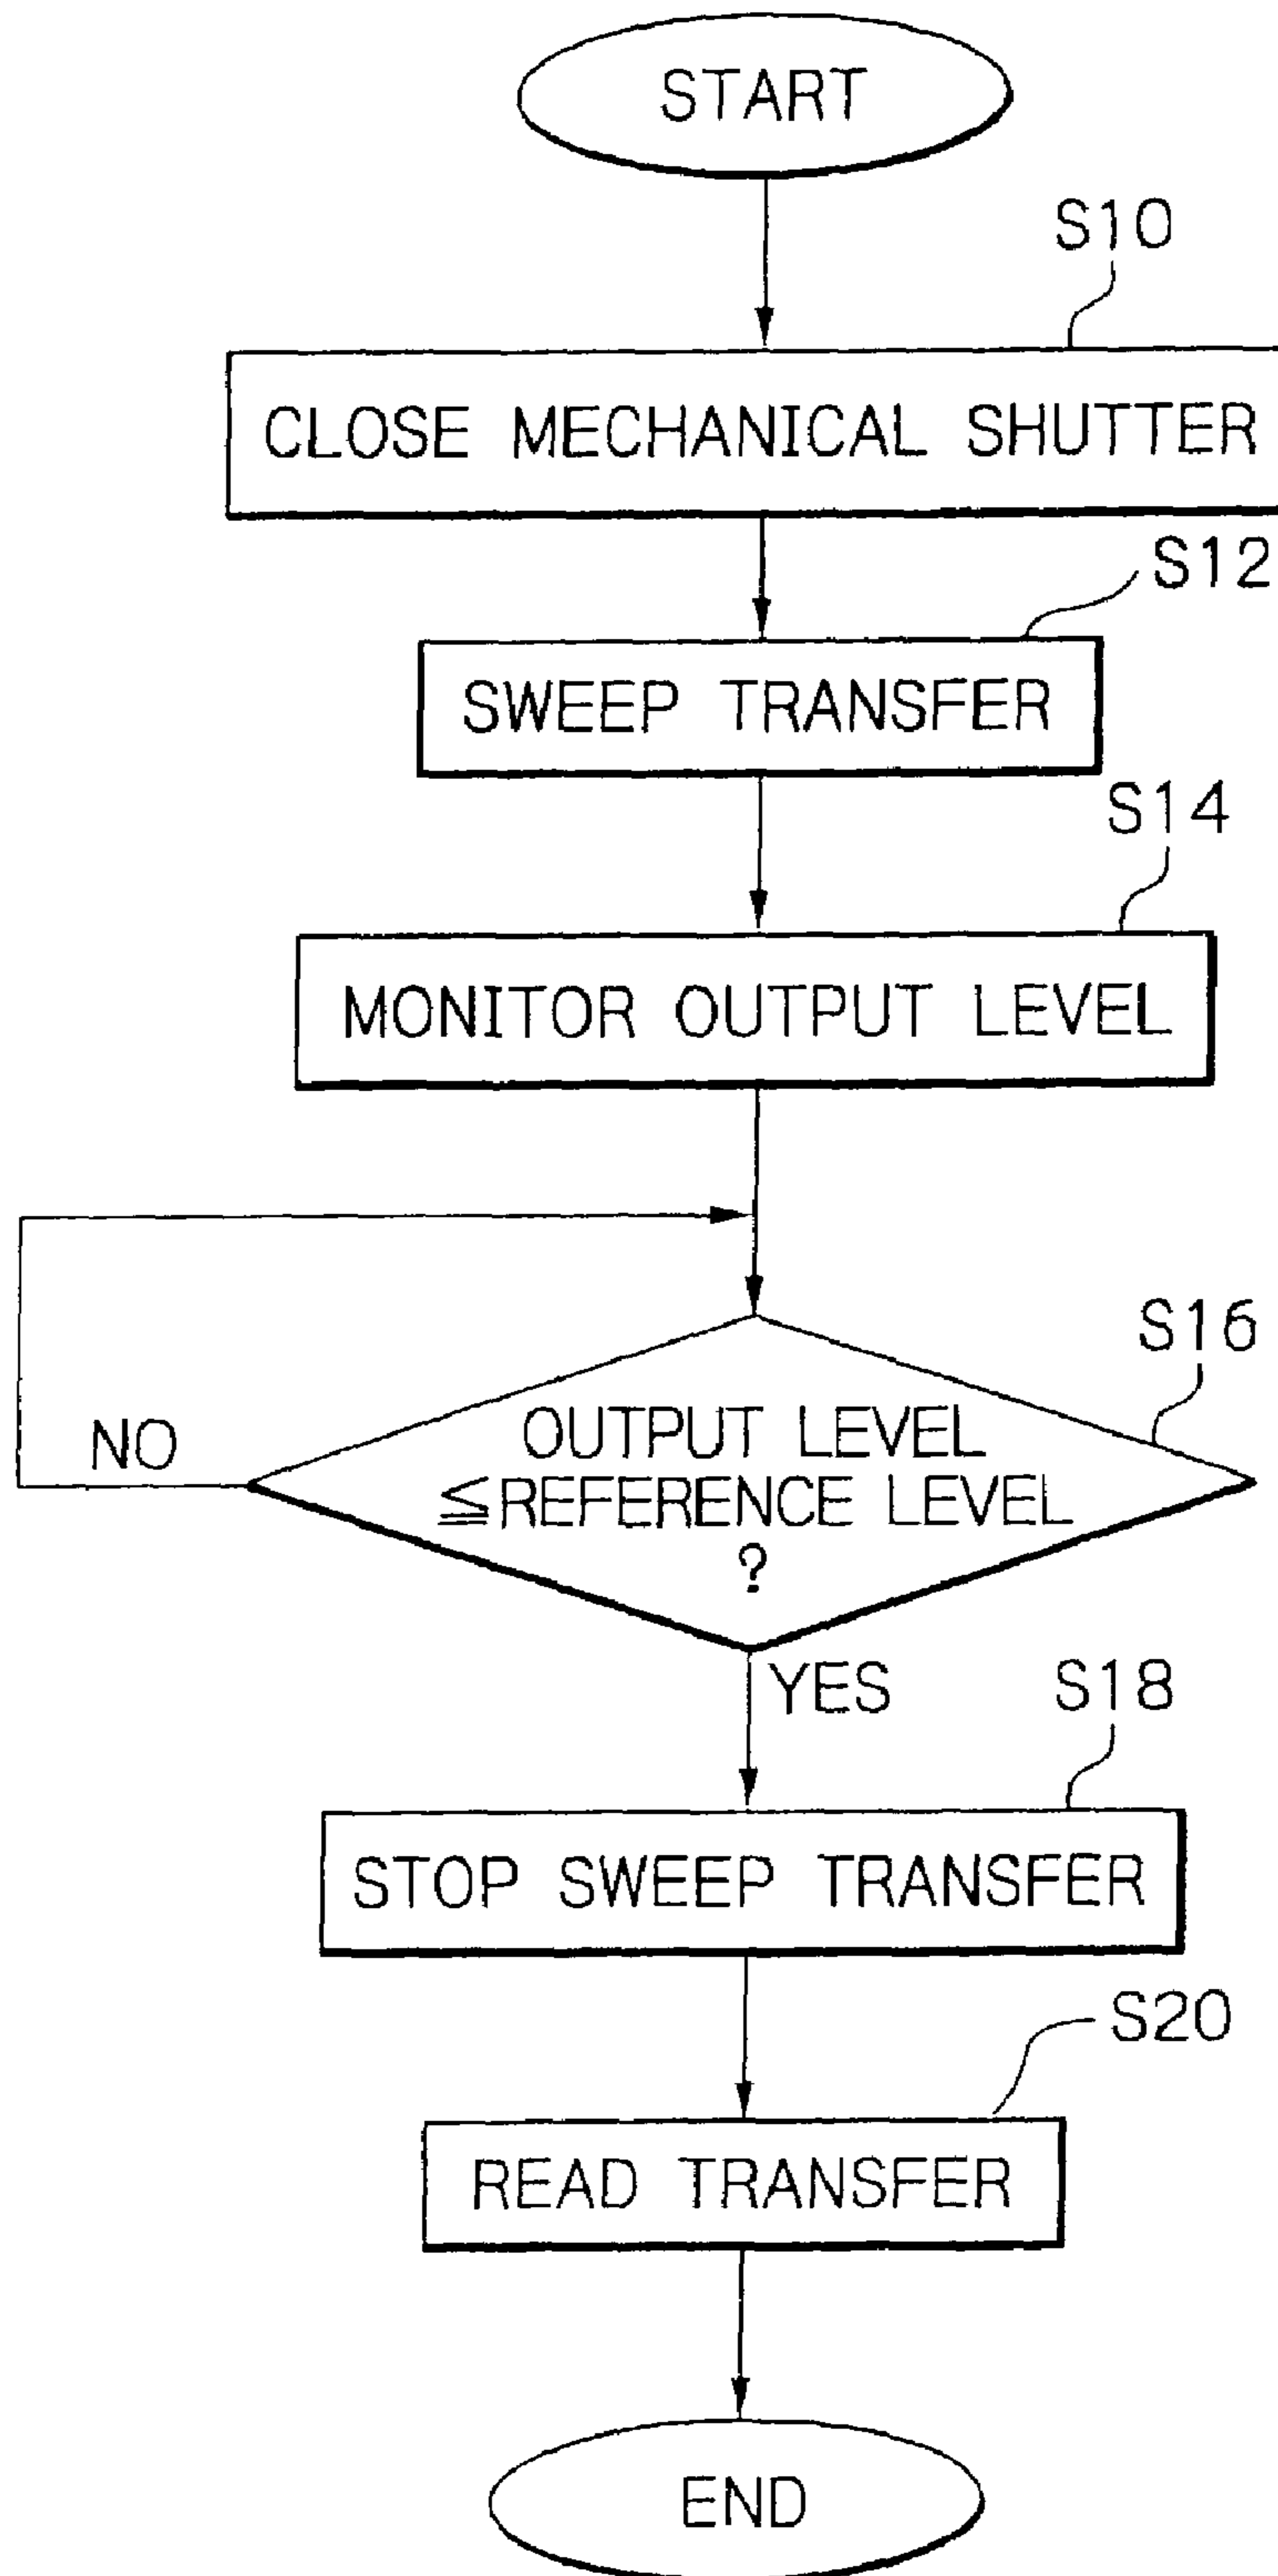 START
S10
CLOSE MECHANICAL SHUTTER
S12
SWEEP TRANSFER
S14
MONITOR OUTPUT LEVEL
S16
OUTPUT LEVEL
≦REFERENCE LEVEL
?
NO
YES
S18
STOP SWEEP TRANSFER
S20
READ TRANSFER
END